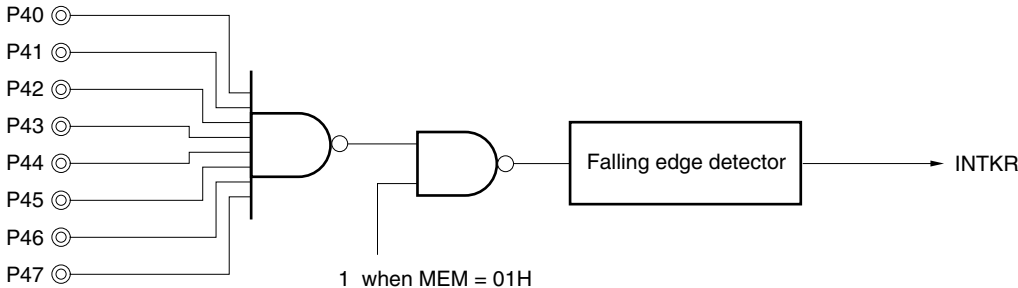 P40
P41
P42
P43
P44
P45
P46
P47
Falling edge detector
INTKR
1 when MEM = 01H